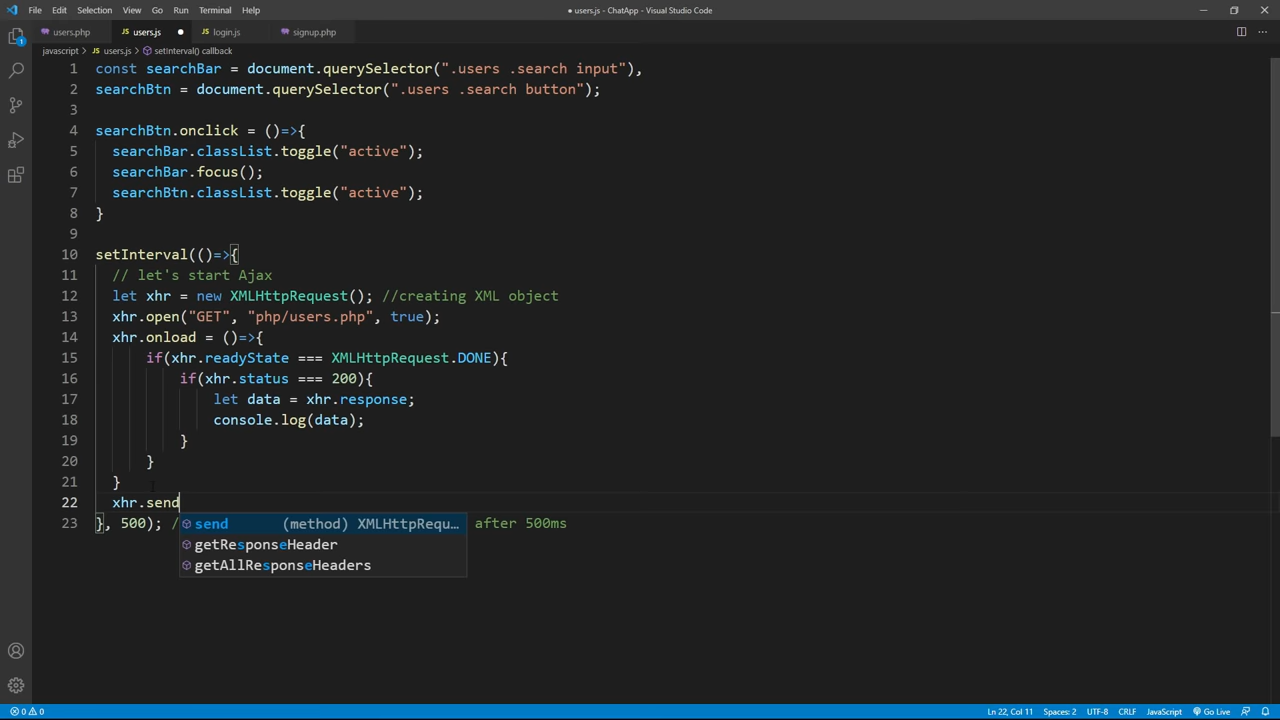 File Edit Selection View Go Run Terminal Help ● users.js - ChatApp - Visual Studio Code
users.php JS users.js ● JS login.js signup.php
javascript > JS users.js > setInterval() callback
1 const searchBar = document.querySelector(".users .search input"),
2 searchBtn = document.querySelector(".users .search button");
3
4 searchBtn.onclick = ()=>{
5 searchBar.classList.toggle("active");
6 searchBar.focus();
7 searchBtn.classList.toggle("active");
8 }
9
10 setInterval(()=>{
11 // let's start Ajax
12 let xhr = new XMLHttpRequest(); //creating XML object
13 xhr.open("GET", "php/users.php", true);
14 xhr.onload = ()=>{
15 if(xhr.readyState === XMLHttpRequest.DONE){
16 if(xhr.status === 200){
17 let data = xhr.response;
18 console.log(data);
19 }
20 }
21 }
22 xhr.send
23 }, 500); / after 500ms
send (method) XMLHttpRequ…
getResponseHeader
getAllResponseHeaders
1
0 0 Ln 22, Col 11 Spaces: 2 UTF-8 CRLF JavaScript Go Live